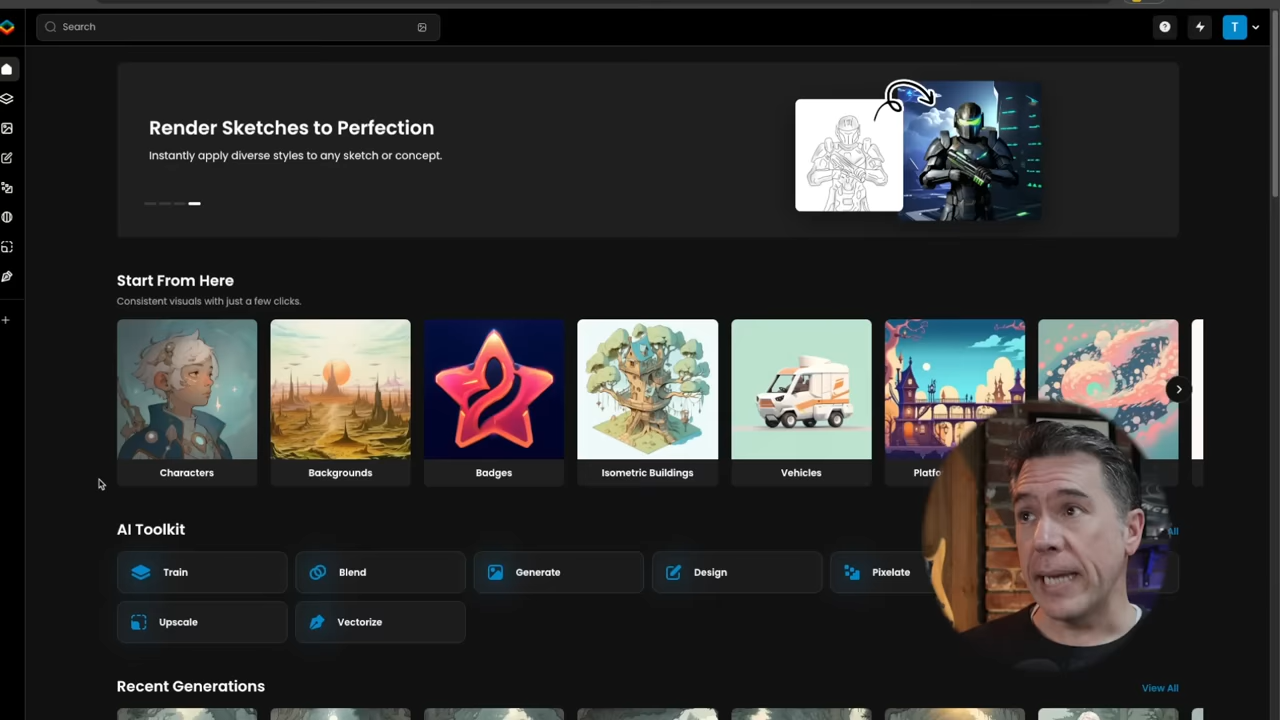 Search
T
Render Sketches to Perfection
Instantly apply diverse styles to any sketch or concept.
Start From Here
Consistent visuals with just a few clicks.
Characters
Backgrounds
Badges
Isometric Buildings
Vehicles
Platfo
AI Toolkit
All
Train
Blend
Generate
Design
Pixelate
Upscale
Vectorize
Recent Generations
View All